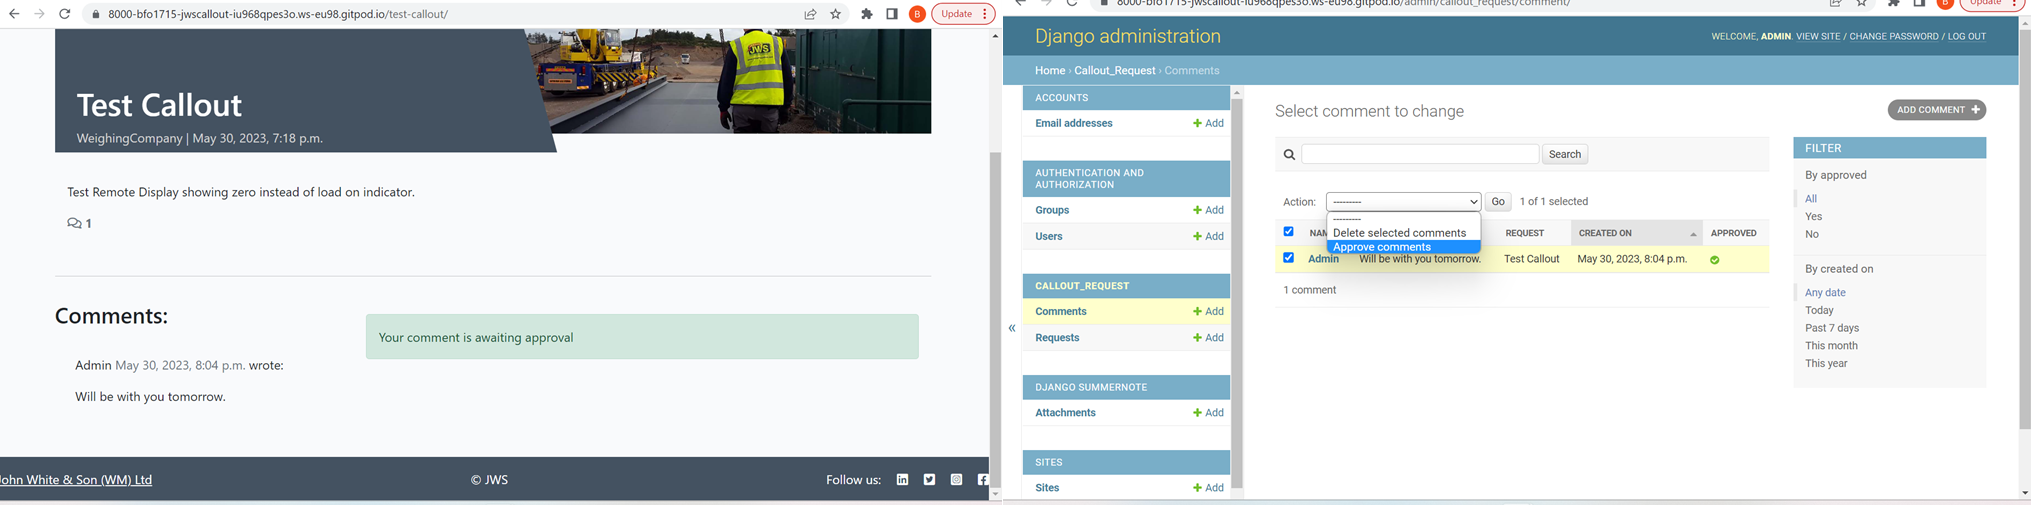 8000-bfo1715-jwscallout-iu968qpes3o.ws-eu98.gitpod.io/test-callout/
B
Update
JWS
Test Callout
WeighingCompany | May 30, 2023, 7:18 p.m.
Test Remote Display showing zero instead of load on indicator.
1
Comments:
Your comment is awaiting approval
Admin May 30, 2023, 8:04 p.m. wrote:
Will be with you tomorrow.
ohn White & Son (WM) Ltd
© JWS
Follow us:
8000-bfo1715-jwscallout-iu968qpes3o.ws-eu98.gitpod.io/admin/callout_request/comment/
B
Update
Django administration
WELCOME, ADMIN. VIEW SITE / CHANGE PASSWORD / LOG OUT
Home › Callout_Request › Comments
ACCOUNTS
Email addresses
Add
AUTHENTICATION AND
AUTHORIZATION
Groups
Add
Users
Add
CALLOUT_REQUEST
Comments
Add
Requests
Add
DJANGO SUMMERNOTE
Attachments
Add
SITES
Sites
Add
«
Select comment to change
ADD COMMENT
Search
Action:
---------
Go
1 of 1 selected
---------
Delete selected comments
Approve comments
NA
REQUEST
CREATED ON
APPROVED
Admin
Will be with you tomorrow.
Test Callout
May 30, 2023, 8:04 p.m.
1 comment
FILTER
By approved
All
Yes
No
By created on
Any date
Today
Past 7 days
This month
This year